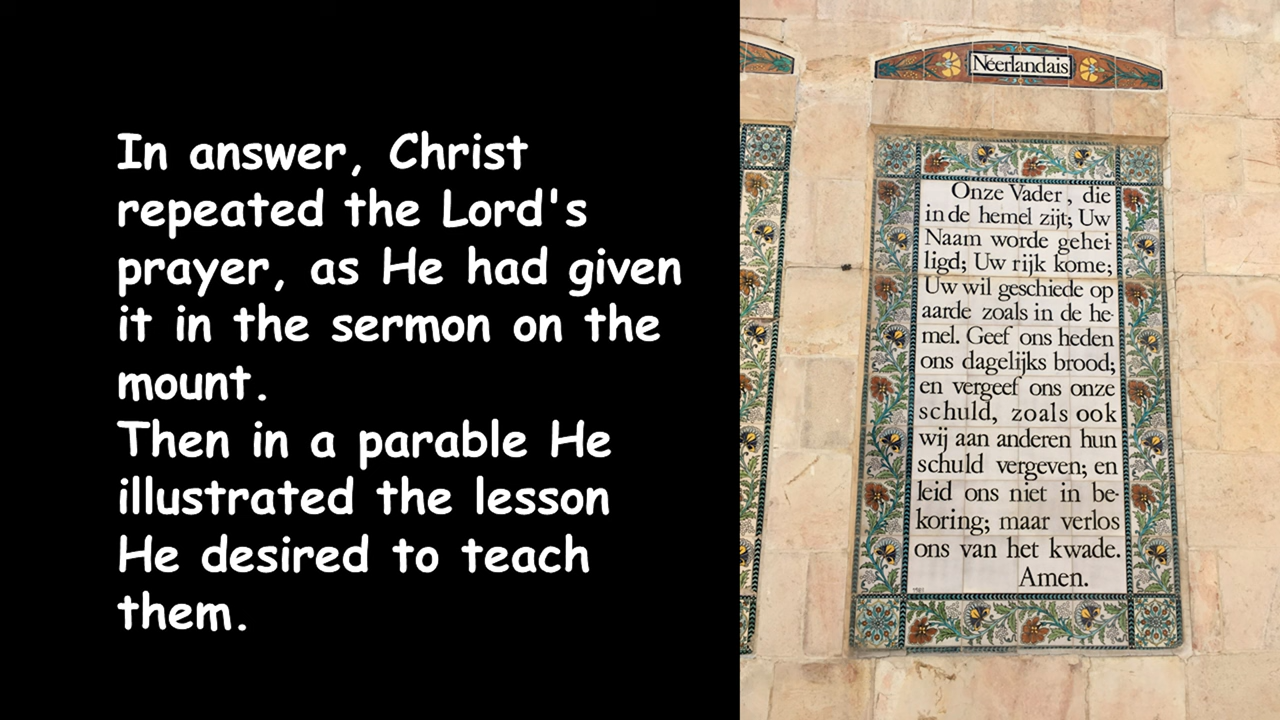 In answer, Christ
repeated the Lord's
prayer, as He had given
it in the sermon on the
mount.
Then in a parable He
illustrated the lesson
He desired to teach
them.
Néerlandais
Onze Vader, die
in de hemel zijt; Uw
Naam worde gehei-
ligd; Uw rijk kome;
Uw wil geschiede op
aarde zoals in de he-
mel. Geef ons heden
ons dagelijks brood;
en vergeef ons onze
schuld, zoals ook
wij aan anderen hun
schuld vergeven; en
leid ons niet in be-
koring; maar verlos
ons van het kwade.
Amen.